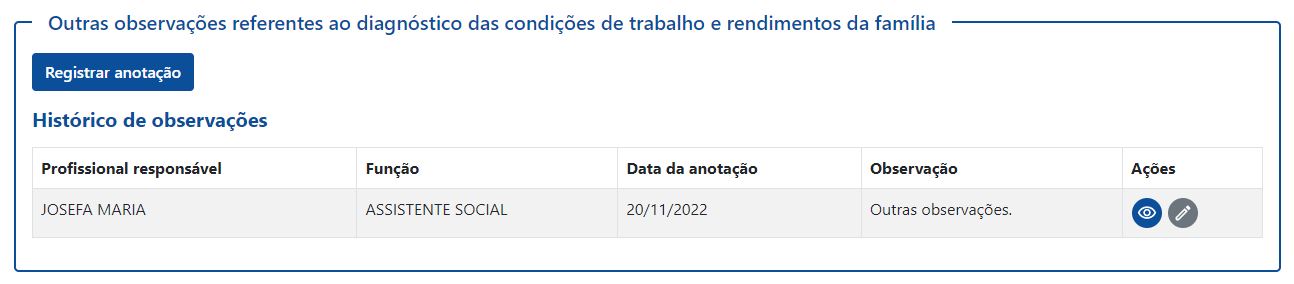 Outras observações referentes ao diagnóstico das condições de trabalho e rendimentos da família
Registrar anotação
Histórico de observações
Profissional responsável Função Data da anotação Observação Ações
JOSEFA MARIA ASSISTENTE SOCIAL 20/11/2022 Outras observações.